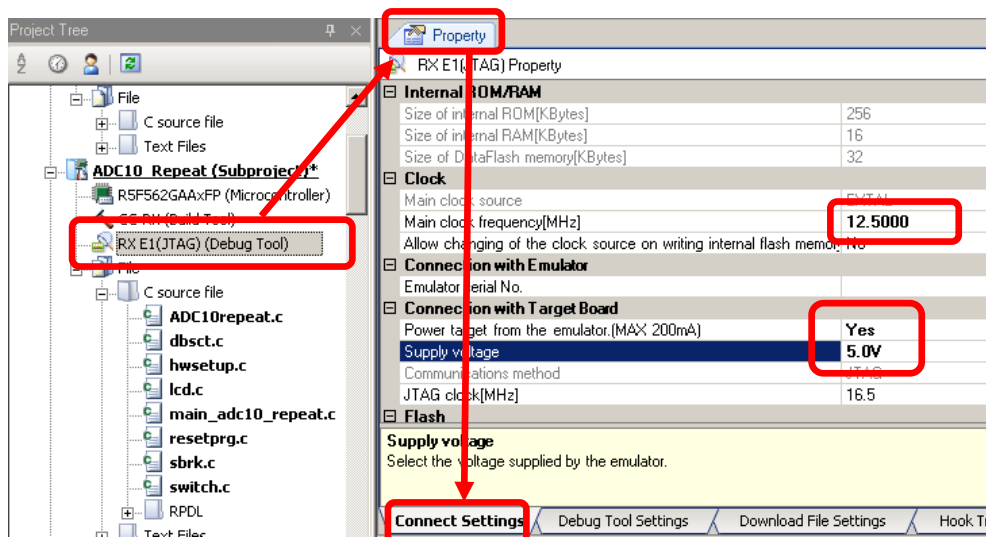 Project Tree
File
C source file
Text Files
ADC10 Repeat (Subproject)*
R5F562GAAxFP (Microcontroller)
CC-RX (Build Tool)
RX E1(JTAG) (Debug Tool)
File
C source file
ADC10repeat.c
dbsct.c
hwsetup.c
lcd.c
main_adc10_repeat.c
resetprg.c
sbrk.c
switch.c
RPDL
Text Files
Property
RX E1(JTAG) Property
Internal ROM/RAM
Size of internal ROM[KBytes] 256
Size of internal RAM[KBytes] 16
Size of DataFlash memory[KBytes] 32
Clock
Main clock source EXTAL
Main clock frequency[MHz] 12.5000
Allow changing of the clock source on writing internal flash memor No
Connection with Emulator
Emulator serial No.
Connection with Target Board
Power target from the emulator.(MAX 200mA) Yes
Supply voltage 5.0V
Communications method JTAG
JTAG clock[MHz] 16.5
Flash
Supply voltage
Select the voltage supplied by the emulator.
Connect Settings Debug Tool Settings Download File Settings Hook Tr